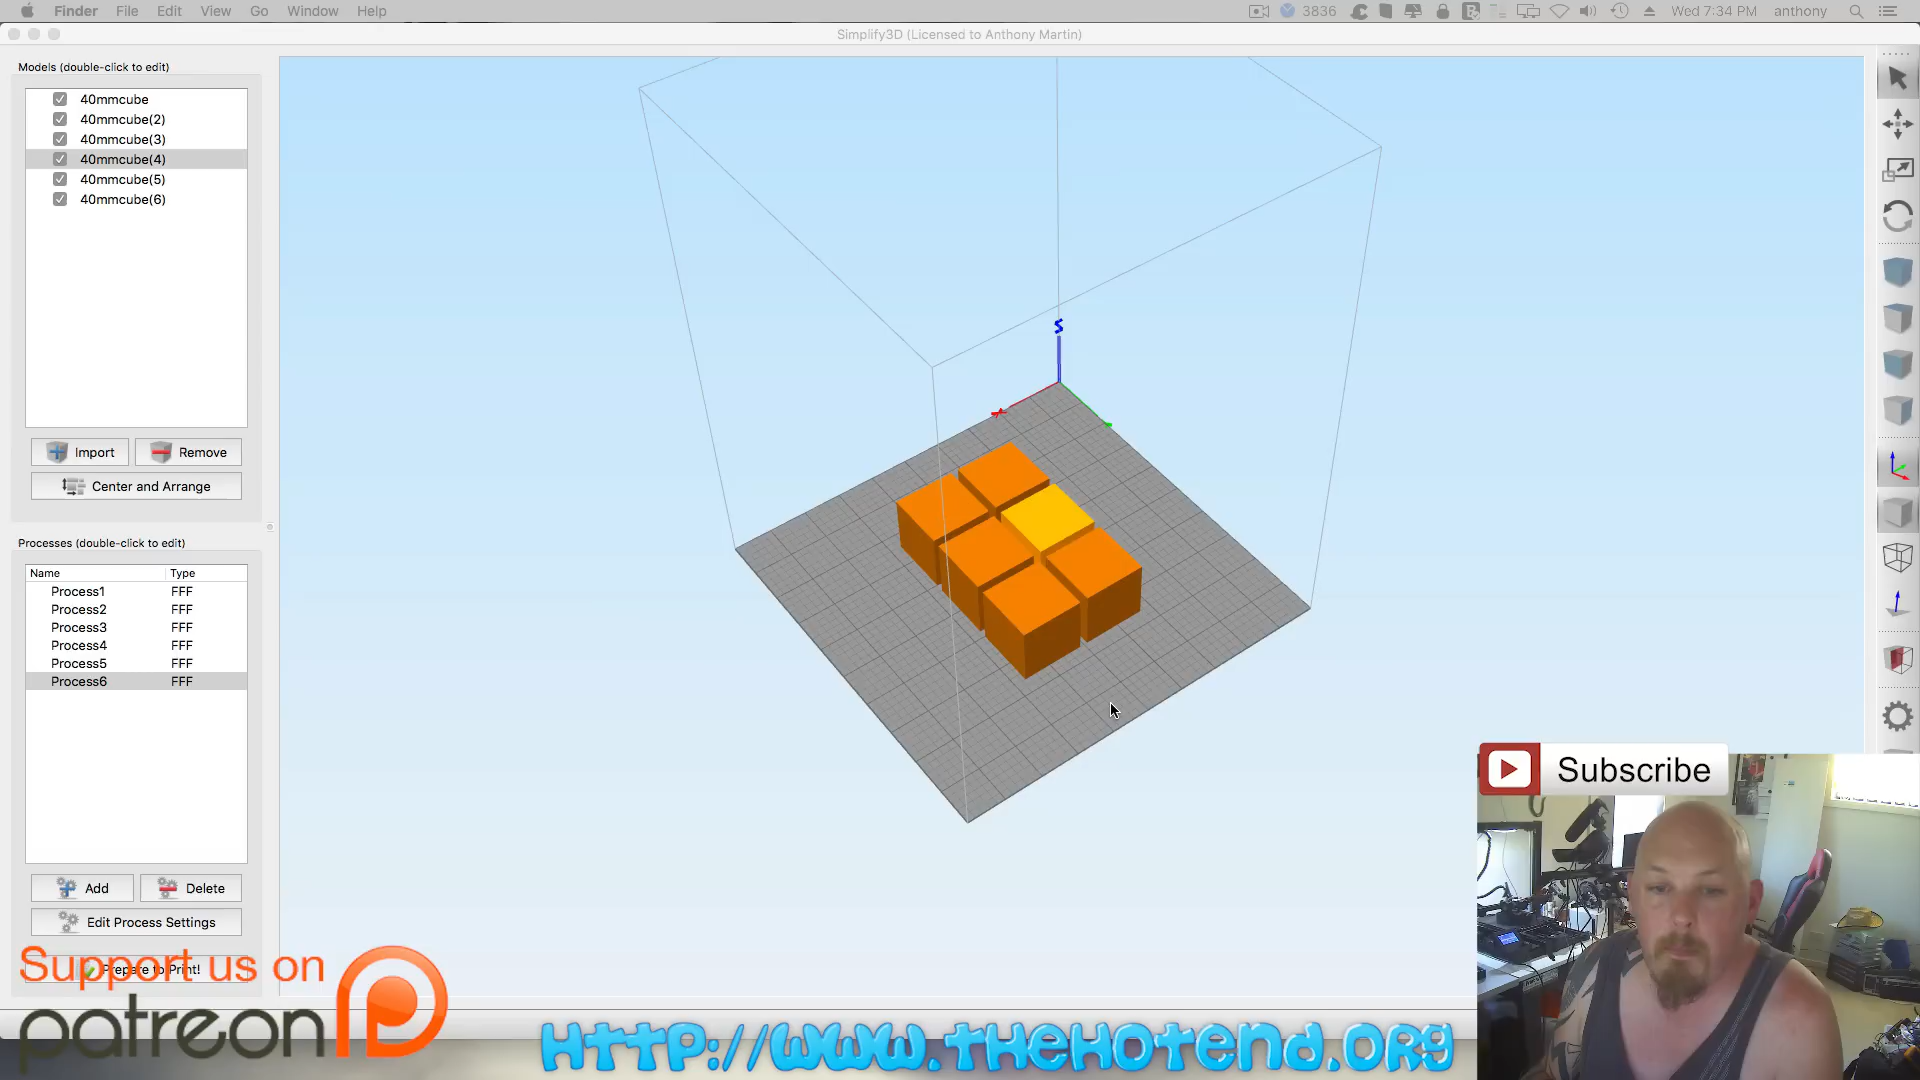 Finder File Edit View Go Window Help 3836 Wed 7:34 PM anthony
Simplify3D (Licensed to Anthony Martin)
Models (double-click to edit)
40mmcube
40mmcube(2)
40mmcube(3)
40mmcube(4)
40mmcube(5)
40mmcube(6)
Import Remove
Center and Arrange
Processes (double-click to edit)
Name Type
Process1 FFF
Process2 FFF
Process3 FFF
Process4 FFF
Process5 FFF
Process6 FFF
Add Delete
Edit Process Settings
Prepare to Print!
Support us on
patreon
Subscribe
HTTP://WWW.THEHOTEND.ORG